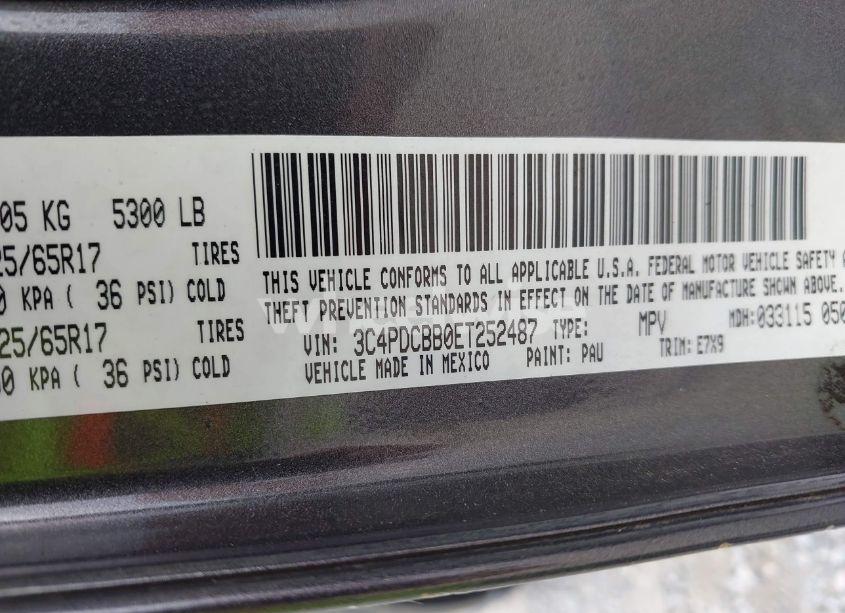 05 KG 5300 LB
25/65R17 TIRES
0 KPA ( 36 PSI) COLD
25/65R17 TIRES
0 KPA ( 36 PSI) COLD
THIS VEHICLE CONFORMS TO ALL APPLICABLE U.S.A. FEDERAL MOTOR VEHICLE SAFETY A
THEFT PREVENTION STANDARDS IN EFFECT ON THE DATE OF MANUFACTURE SHOWN ABOVE.
VIN: 3C4PDCBB0ET252487 TYPE: MPV MDH: 033115 050
VEHICLE MADE IN MEXICO PAINT: PAU TRIM: E7X9